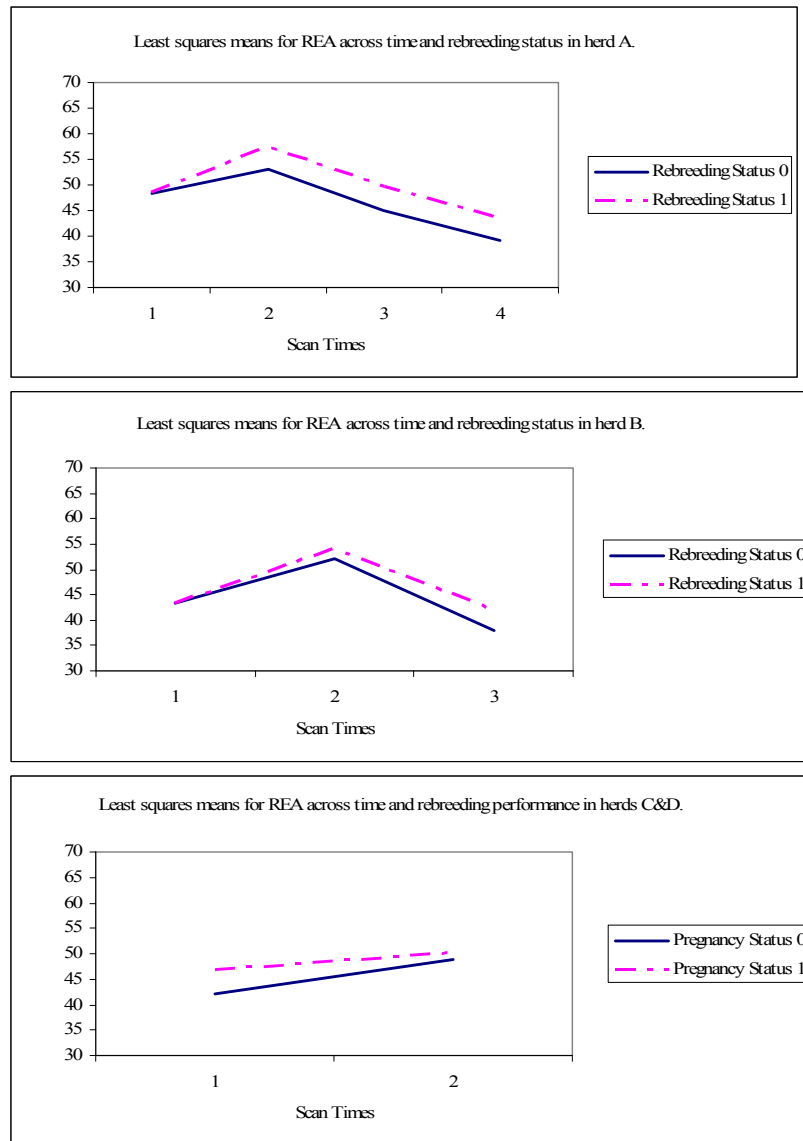 Least squares means for REA across time and rebreeding status in herd A.
70
65
60
55
50
45
40
35
30
1 2 3 4
Scan Times
Rebreeding Status 0
Rebreeding Status 1
Least squares means for REA across time and rebreeding status in herd B.
70
65
60
55
50
45
40
35
30
1 2 3
Scan Times
Rebreeding Status 0
Rebreeding Status 1
Least squares means for REA across time and rebreeding performance in herds C&D.
70
65
60
55
50
45
40
35
30
1 2
Scan Times
Pregnancy Status 0
Pregnancy Status 1